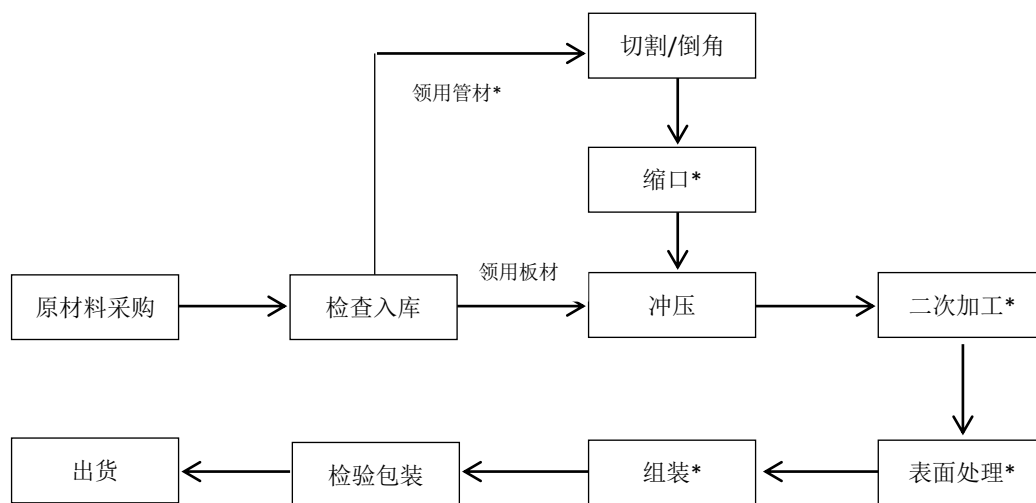 切割/倒角
领用管材*
缩口*
领用板材
原材料采购
检查入库
冲压
二次加工*
出货
检验包装
组装*
表面处理*